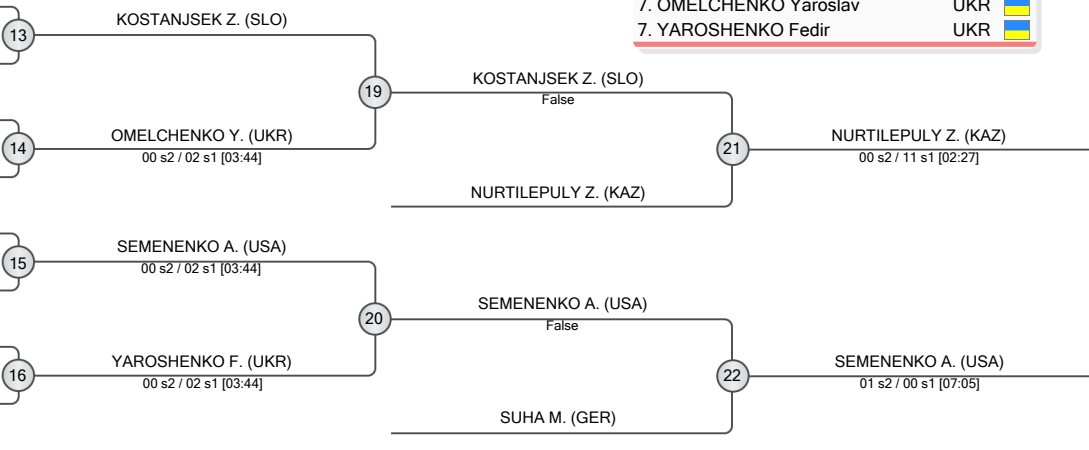 7. OMELCHENKO Yaroslav UKR
7. YAROSHENKO Fedir UKR
KOSTANJSEK Z. (SLO)
13
19
KOSTANJSEK Z. (SLO)
False
OMELCHENKO Y. (UKR)
14
00 s2 / 02 s1 [03:44]
21
NURTILEPULY Z. (KAZ)
00 s2 / 11 s1 [02:27]
NURTILEPULY Z. (KAZ)
SEMENENKO A. (USA)
15
00 s2 / 02 s1 [03:44]
20
SEMENENKO A. (USA)
False
YAROSHENKO F. (UKR)
16
00 s2 / 02 s1 [03:44]
22
SEMENENKO A. (USA)
01 s2 / 00 s1 [07:05]
SUHA M. (GER)